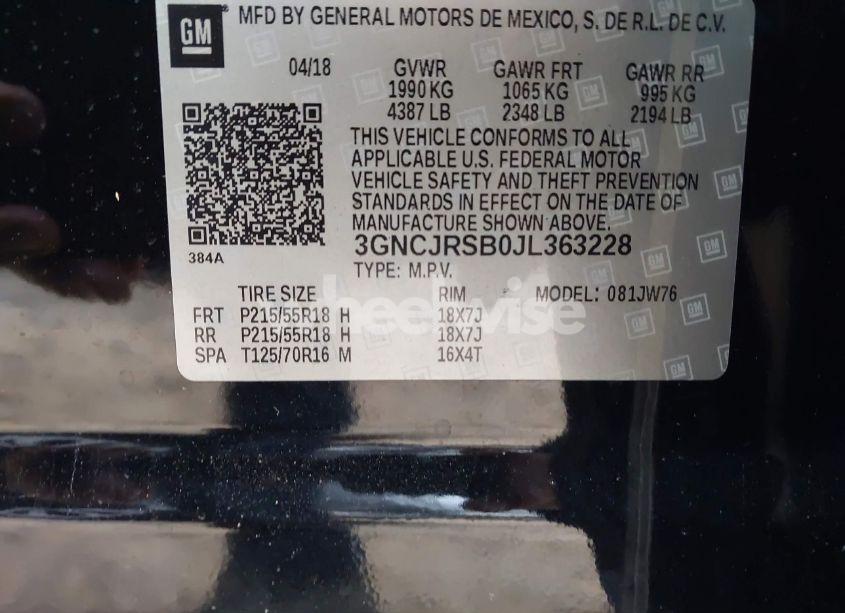 GM
MFD BY GENERAL MOTORS DE MEXICO, S. DE R.L. DE C.V.
04/18 GVWR GAWR FRT GAWR RR
1990 KG 1065 KG 995 KG
4387 LB 2348 LB 2194 LB
THIS VEHICLE CONFORMS TO ALL
APPLICABLE U.S. FEDERAL MOTOR
VEHICLE SAFETY AND THEFT PREVENTION
STANDARDS IN EFFECT ON THE DATE OF
MANUFACTURE SHOWN ABOVE.
384A
3GNCJRSB0JL363228
TYPE: M.P.V.
TIRE SIZE RIM MODEL: 081JW76
FRT P215/55R18 H 18X7J
RR P215/55R18 H 18X7J
SPA T125/70R16 M 16X4T